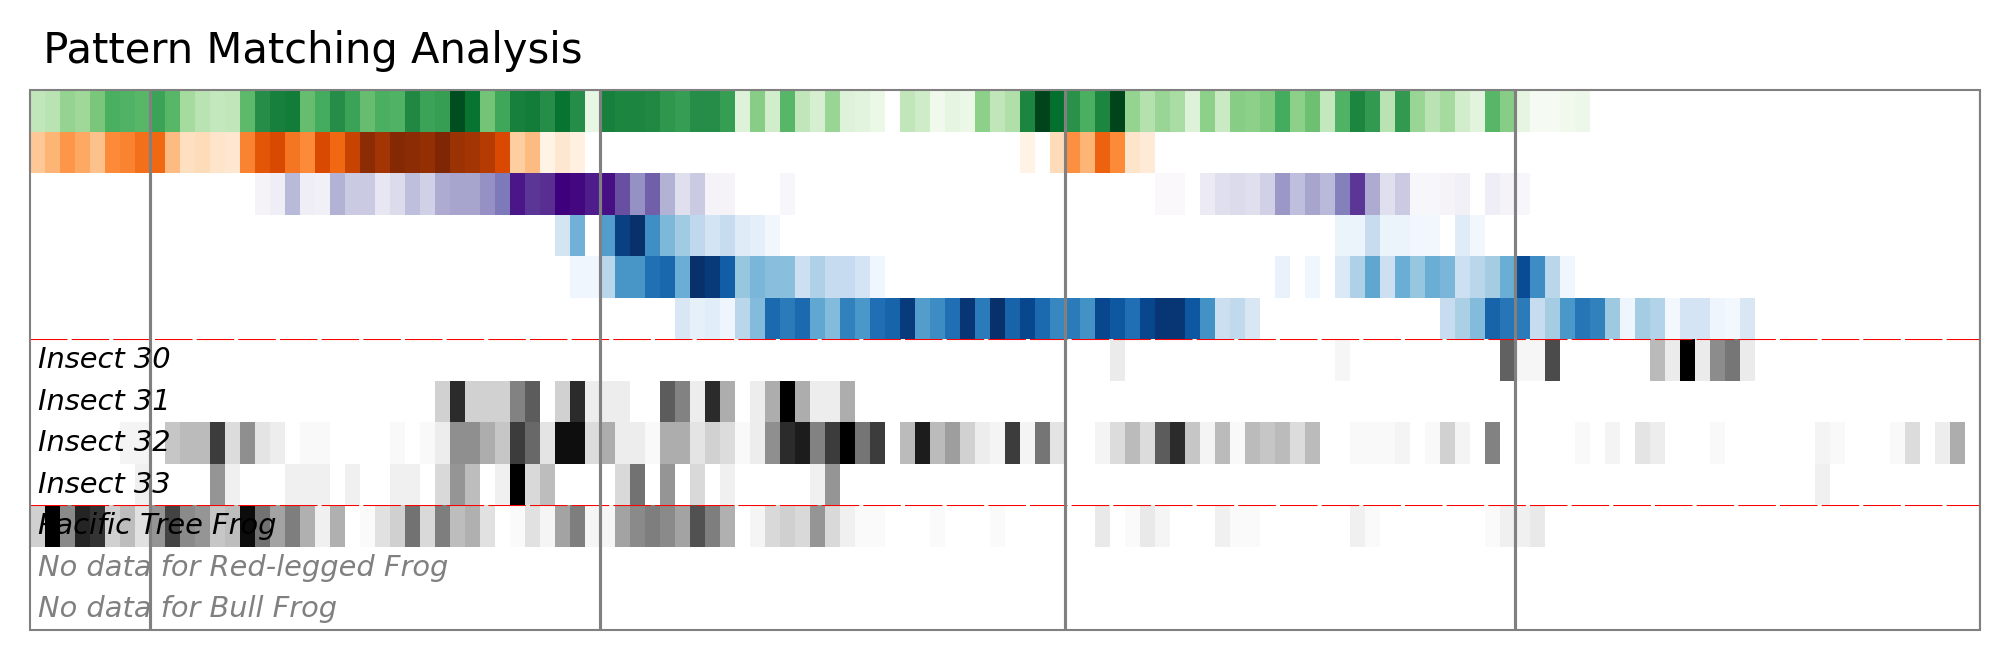 Pattern Matching Analysis
Insect 30
Insect 31
Insect 32
Insect 33
Pacific Tree Frog
No data for Red-legged Frog
No data for Bull Frog